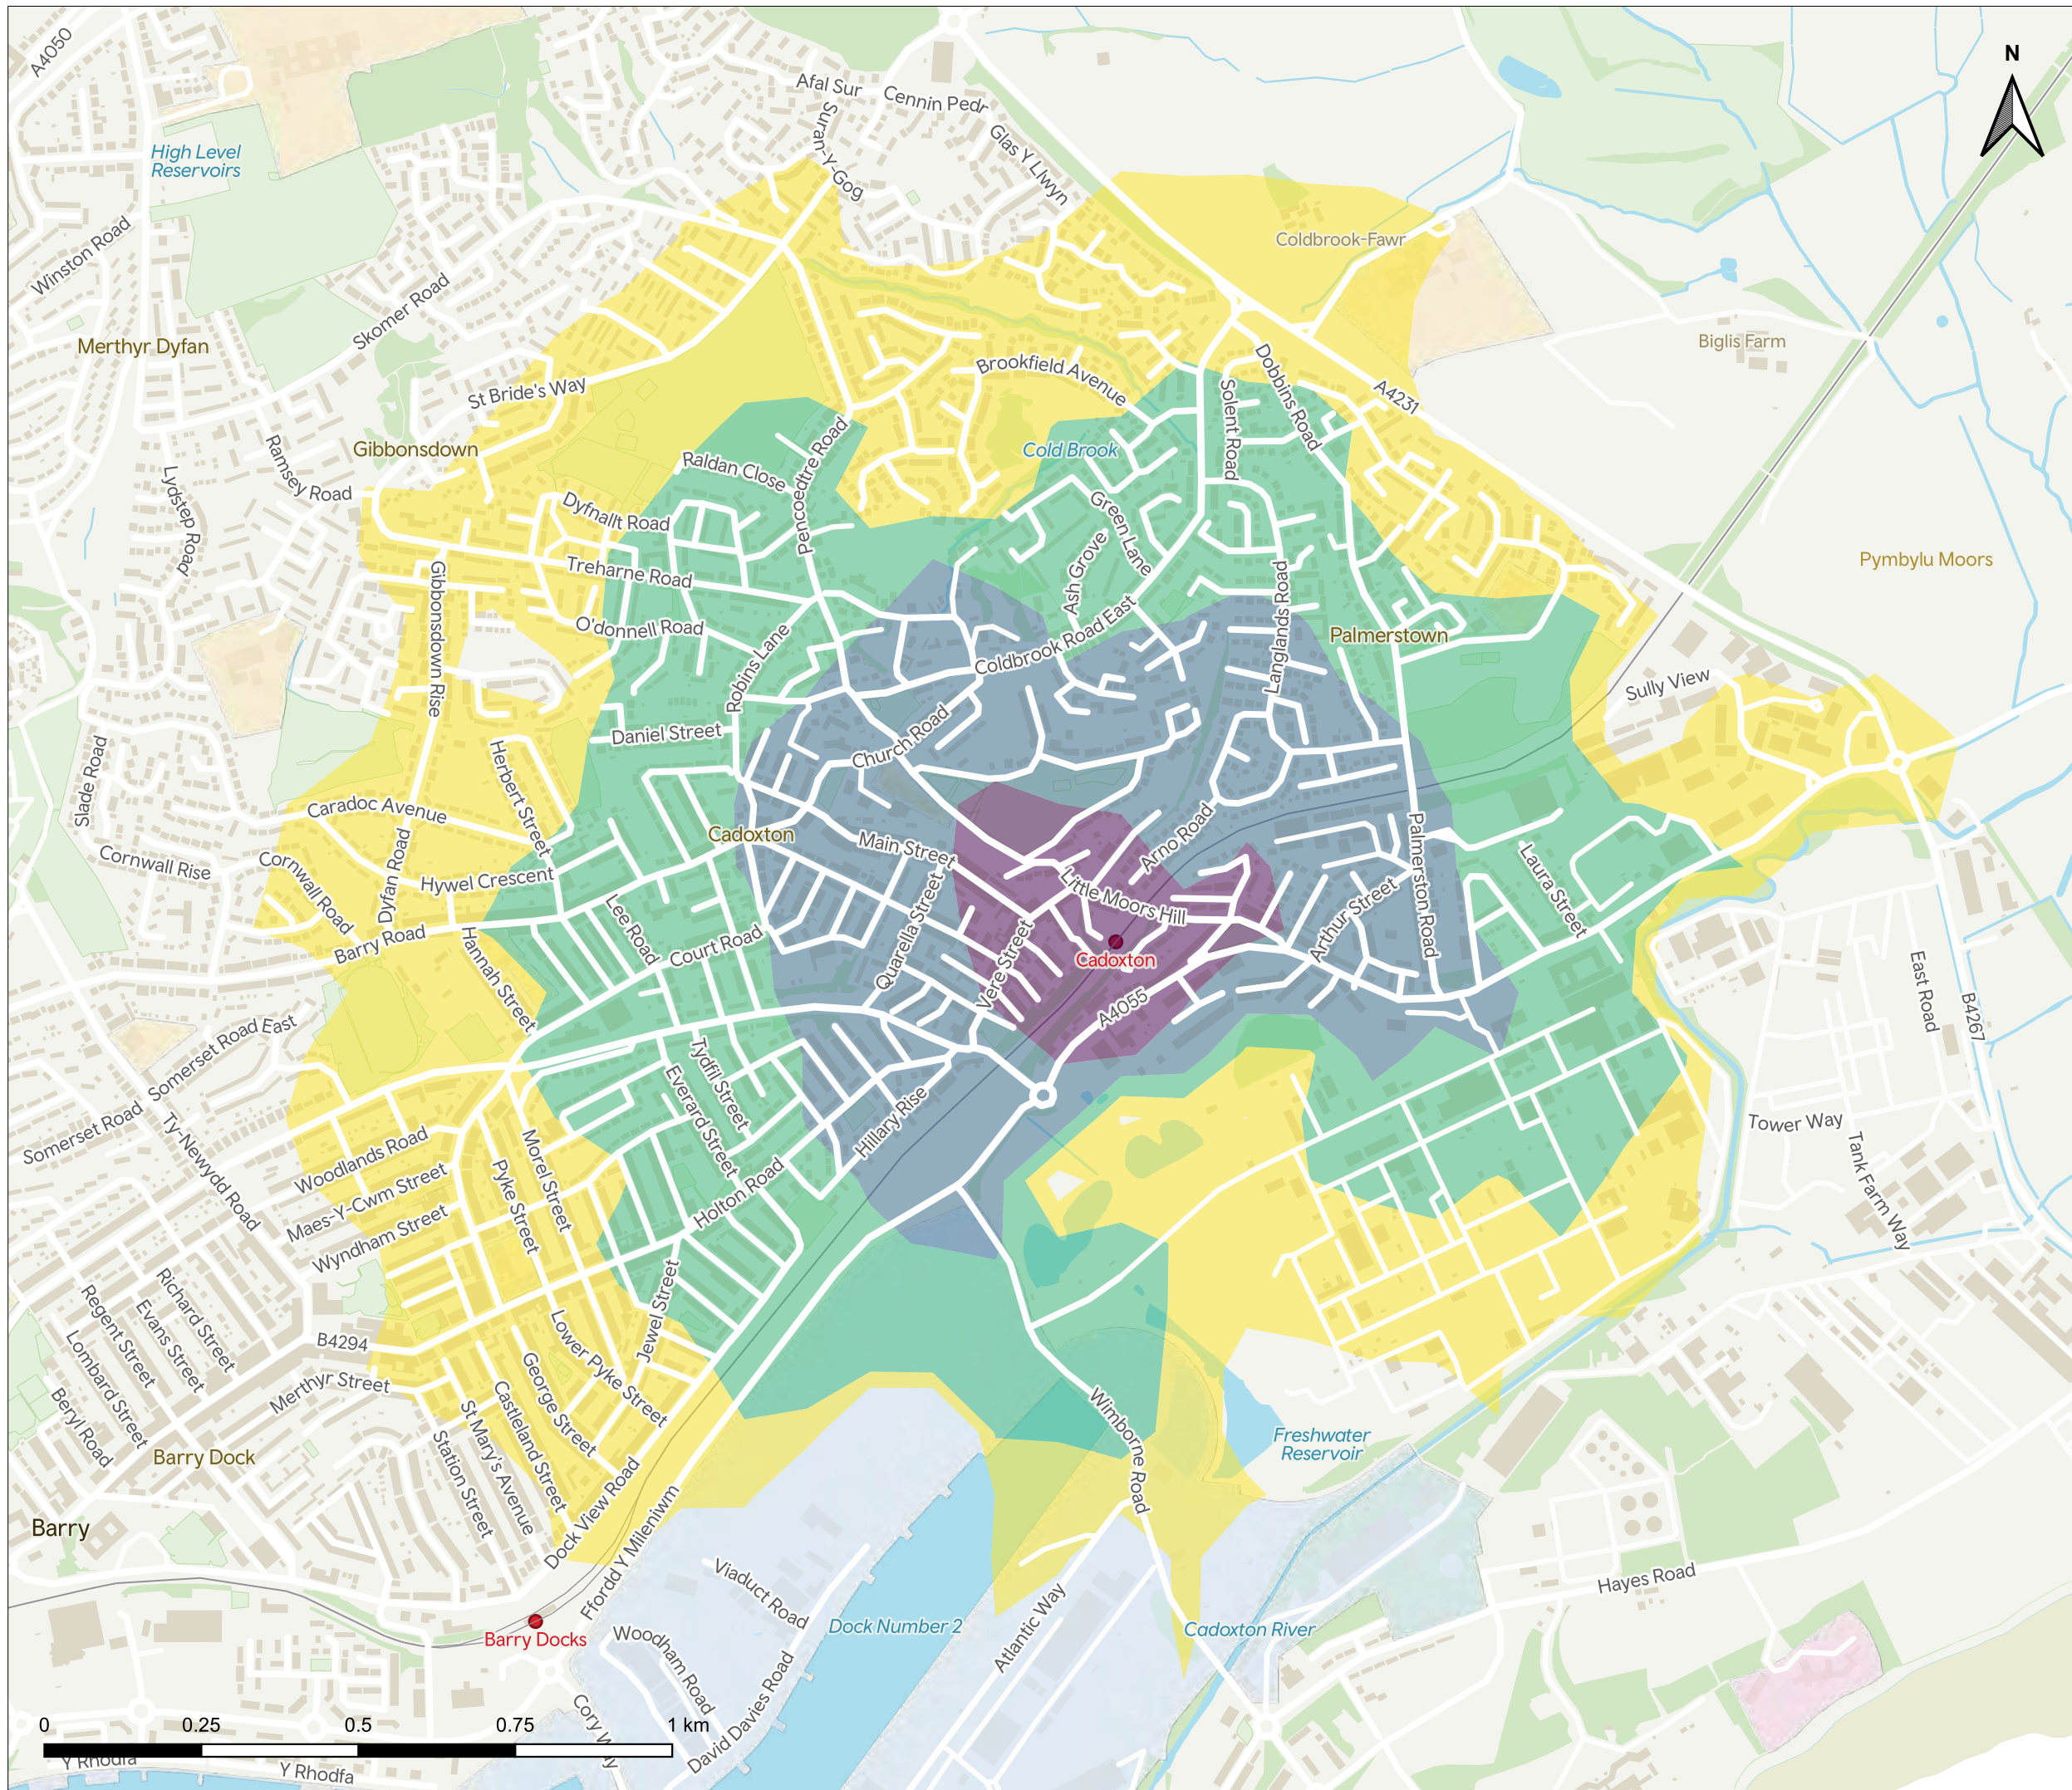 A4050
N
Afal Sur
Cennin Pedr
Suran-Y-Gog
Glas Y Llwyn
High Level
Reservoirs
Winston Road
Coldbrook-Fawr
Skomer Road
Merthyr Dyfan
Biglis Farm
St Bride's Way
Brookfield Avenue
Solent Road
Dobbins Road
A4231
Gibbonsdown
Ramsey Road
Lydstep Road
Raldan Close
Pencoedtre Road
Cold Brook
Dyfnallt Road
Green Lane
Ash Grove
Treharne Road
Pymbylu Moors
Gibbonsdown Rise
O'donnell Road
Robins Lane
Coldbrook Road East
Langlands Road
Palmerstown
Sully View
Daniel Street
Church Road
Slade Road
Herbert Street
Caradoc Avenue
Cadoxton
Main Street
Arno Road
Palmerston Road
Laura Street
Cornwall Rise
Cornwall Road
Dyfan Road
Hywel Crescent
Lee Road
Little Moors Hill
Arthur Street
Barry Road
Hannah Street
Court Road
Quarella Street
Vere Street
Cadoxton
A4055
East Road
B4267
Somerset Road East
Somerset Road
Ty-Newydd Road
Tydfil Street
Everard Street
Hillary Rise
Tower Way
Tank Farm Way
Woodlands Road
Maes-Y-Cwm Street
Wyndham Street
Pyke Street
Morel Street
Holton Road
Richard Street
Evans Street
Regent Street
Lombard Street
Beryl Road
B4294
Merthyr Street
Jewel Street
Lower Pyke Street
George Street
Castleland Street
St Mary's Avenue
Station Street
Barry Dock
Wimborne Road
Freshwater
Reservoir
Barry
Dock View Road
Ffordd Y Mileniwm
Viaduct Road
Hayes Road
Barry Docks
Woodham Road
Dock Number 2
Atlantic Way
Cadoxton River
David Davies Road
Cory Way
0 0.25 0.5 0.75 1 km
Y Rhodfa
Y Rhodfa